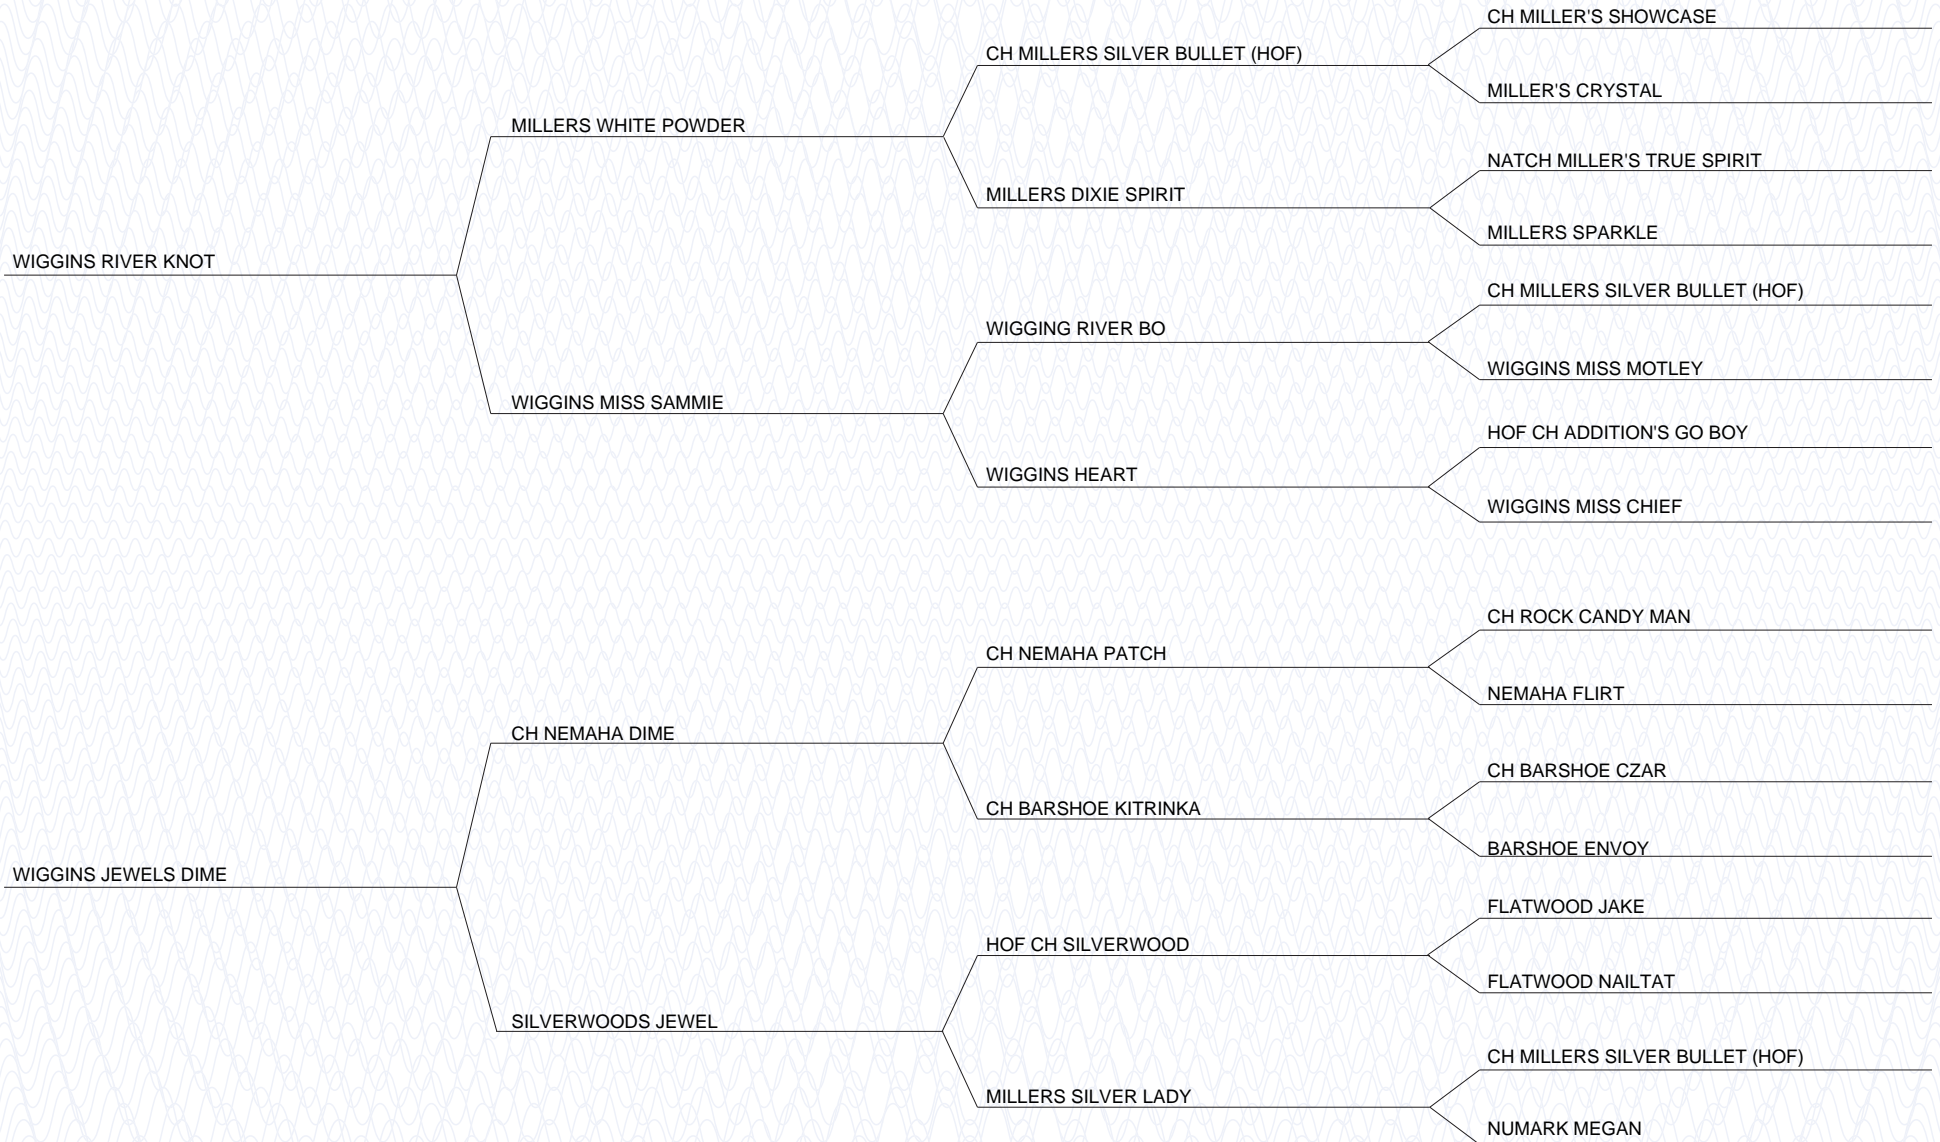 CH MILLER'S SHOWCASE
CH MILLERS SILVER BULLET (HOF)
MILLER'S CRYSTAL
MILLERS WHITE POWDER
NATCH MILLER'S TRUE SPIRIT
MILLERS DIXIE SPIRIT
MILLERS SPARKLE
WIGGINS RIVER KNOT
CH MILLERS SILVER BULLET (HOF)
WIGGING RIVER BO
WIGGINS MISS MOTLEY
WIGGINS MISS SAMMIE
HOF CH ADDITION'S GO BOY
WIGGINS HEART
WIGGINS MISS CHIEF
CH ROCK CANDY MAN
CH NEMAHA PATCH
NEMAHA FLIRT
CH NEMAHA DIME
CH BARSHOE CZAR
CH BARSHOE KITRINKA
BARSHOE ENVOY
WIGGINS JEWELS DIME
FLATWOOD JAKE
HOF CH SILVERWOOD
FLATWOOD NAILTAT
SILVERWOODS JEWEL
CH MILLERS SILVER BULLET (HOF)
MILLERS SILVER LADY
NUMARK MEGAN